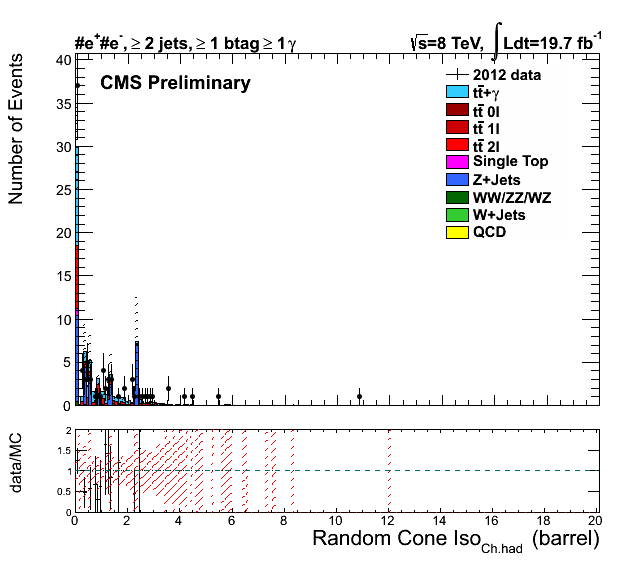 #e⁺#e⁻, ≥ 2 jets, ≥ 1 btag ≥ 1 γ
√s=8 TeV, ∫Ldt=19.7 fb⁻¹
CMS Preliminary
2012 data
tt̄+γ
tt̄ 0l
tt̄ 1l
tt̄ 2l
Single Top
Z+Jets
WW/ZZ/WZ
W+Jets
QCD
Number of Events
40
35
30
25
20
15
10
5
0
data/MC
2
1.5
1
0.5
0
0 2 4 6 8 10 12 14 16 18 20
Random Cone Iso_Ch.had (barrel)